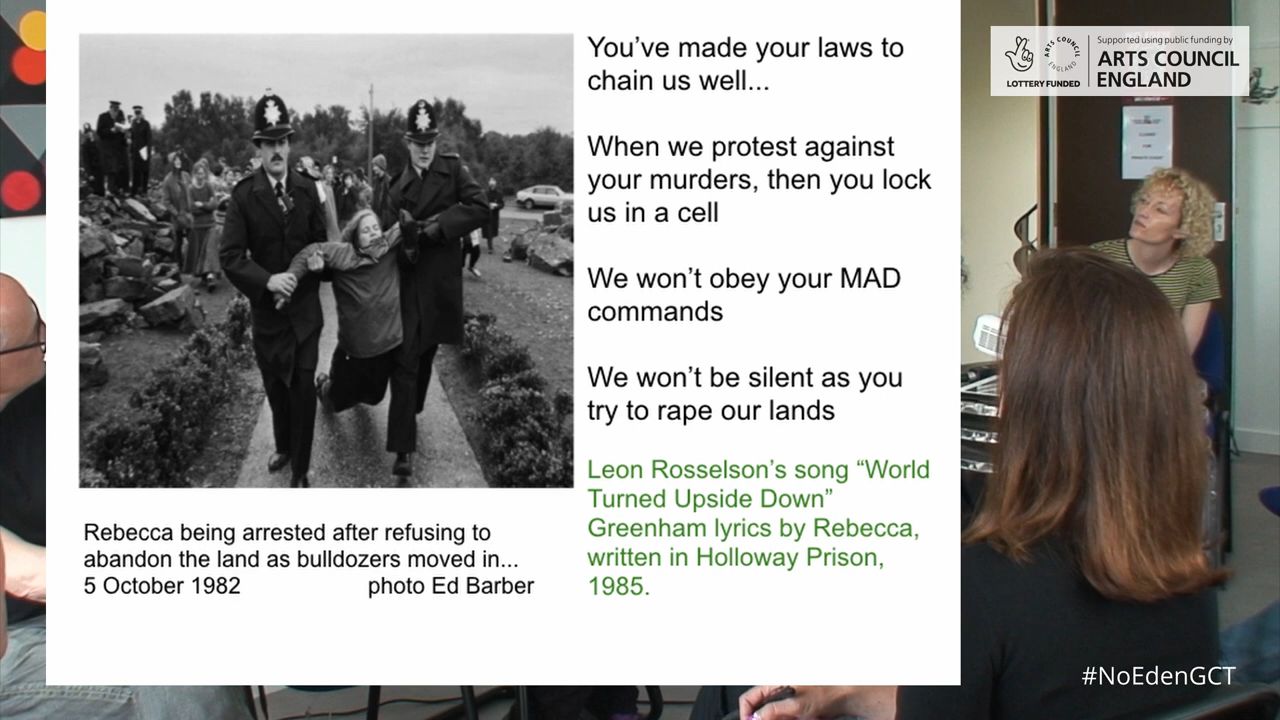 You've made your laws to
chain us well...
When we protest against
your murders, then you lock
us in a cell
We won't obey your MAD
commands
We won't be silent as you
try to rape our lands
Leon Rosselson's song “World
Turned Upside Down”
Greenham lyrics by Rebecca,
written in Holloway Prison,
1985.
Rebecca being arrested after refusing to
abandon the land as bulldozers moved in...
5 October 1982 photo Ed Barber
LOTTERY FUNDED
ARTS COUNCIL
ENGLAND
Supported using public funding by
ARTS COUNCIL
ENGLAND
#NoEdenGCT